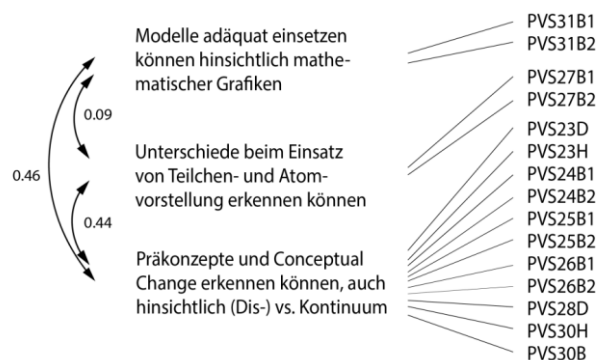 Modelle adäquat einsetzen
können hinsichtlich mathe-
matischer Grafiken
0.09
Unterschiede beim Einsatz
von Teilchen- und Atom-
vorstellung erkennen können
0.46
0.44
Präkonzepte und Conceptual
Change erkennen können, auch
hinsichtlich (Dis-) vs. Kontinuum
PVS31B1
PVS31B2
PVS27B1
PVS27B2
PVS23D
PVS23H
PVS24B1
PVS24B2
PVS25B1
PVS25B2
PVS26B1
PVS26B2
PVS28D
PVS30H
PVS30B